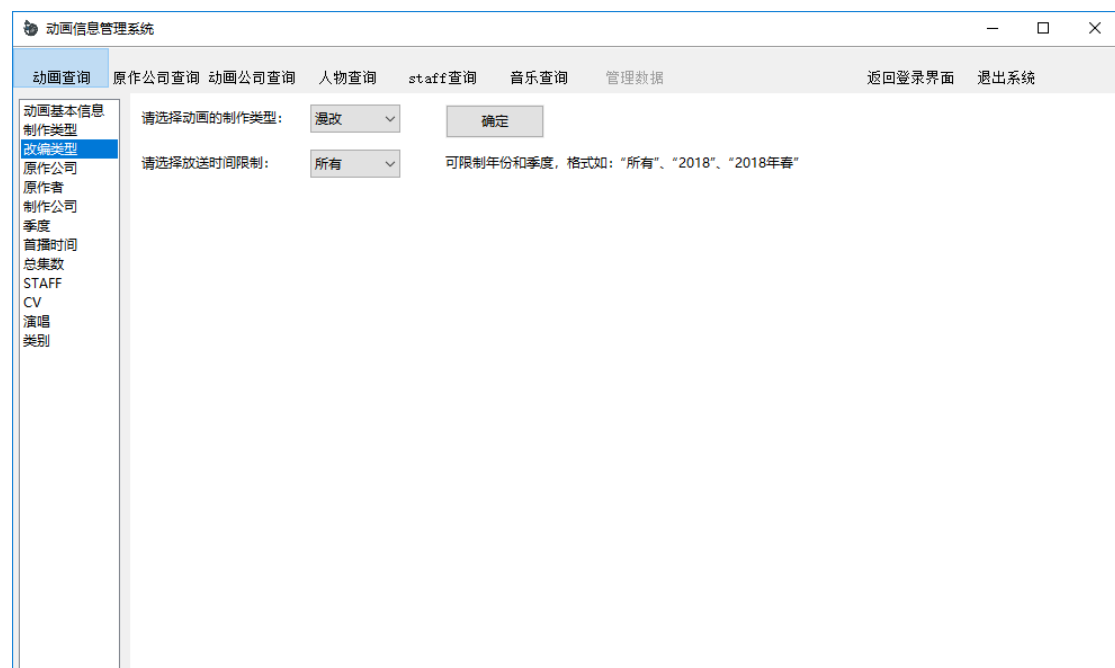 动画信息管理系统
动画查询 原作公司查询 动画公司查询 人物查询 staff查询 音乐查询 管理数据 返回登录界面 退出系统
动画基本信息
制作类型
改编类型
原作公司
原作者
制作公司
季度
首播时间
总集数
STAFF
CV
演唱
类别
请选择动画的制作类型: 漫改 确定
请选择放送时间限制: 所有 可限制年份和季度, 格式如: “所有”、“2018”、“2018年春”